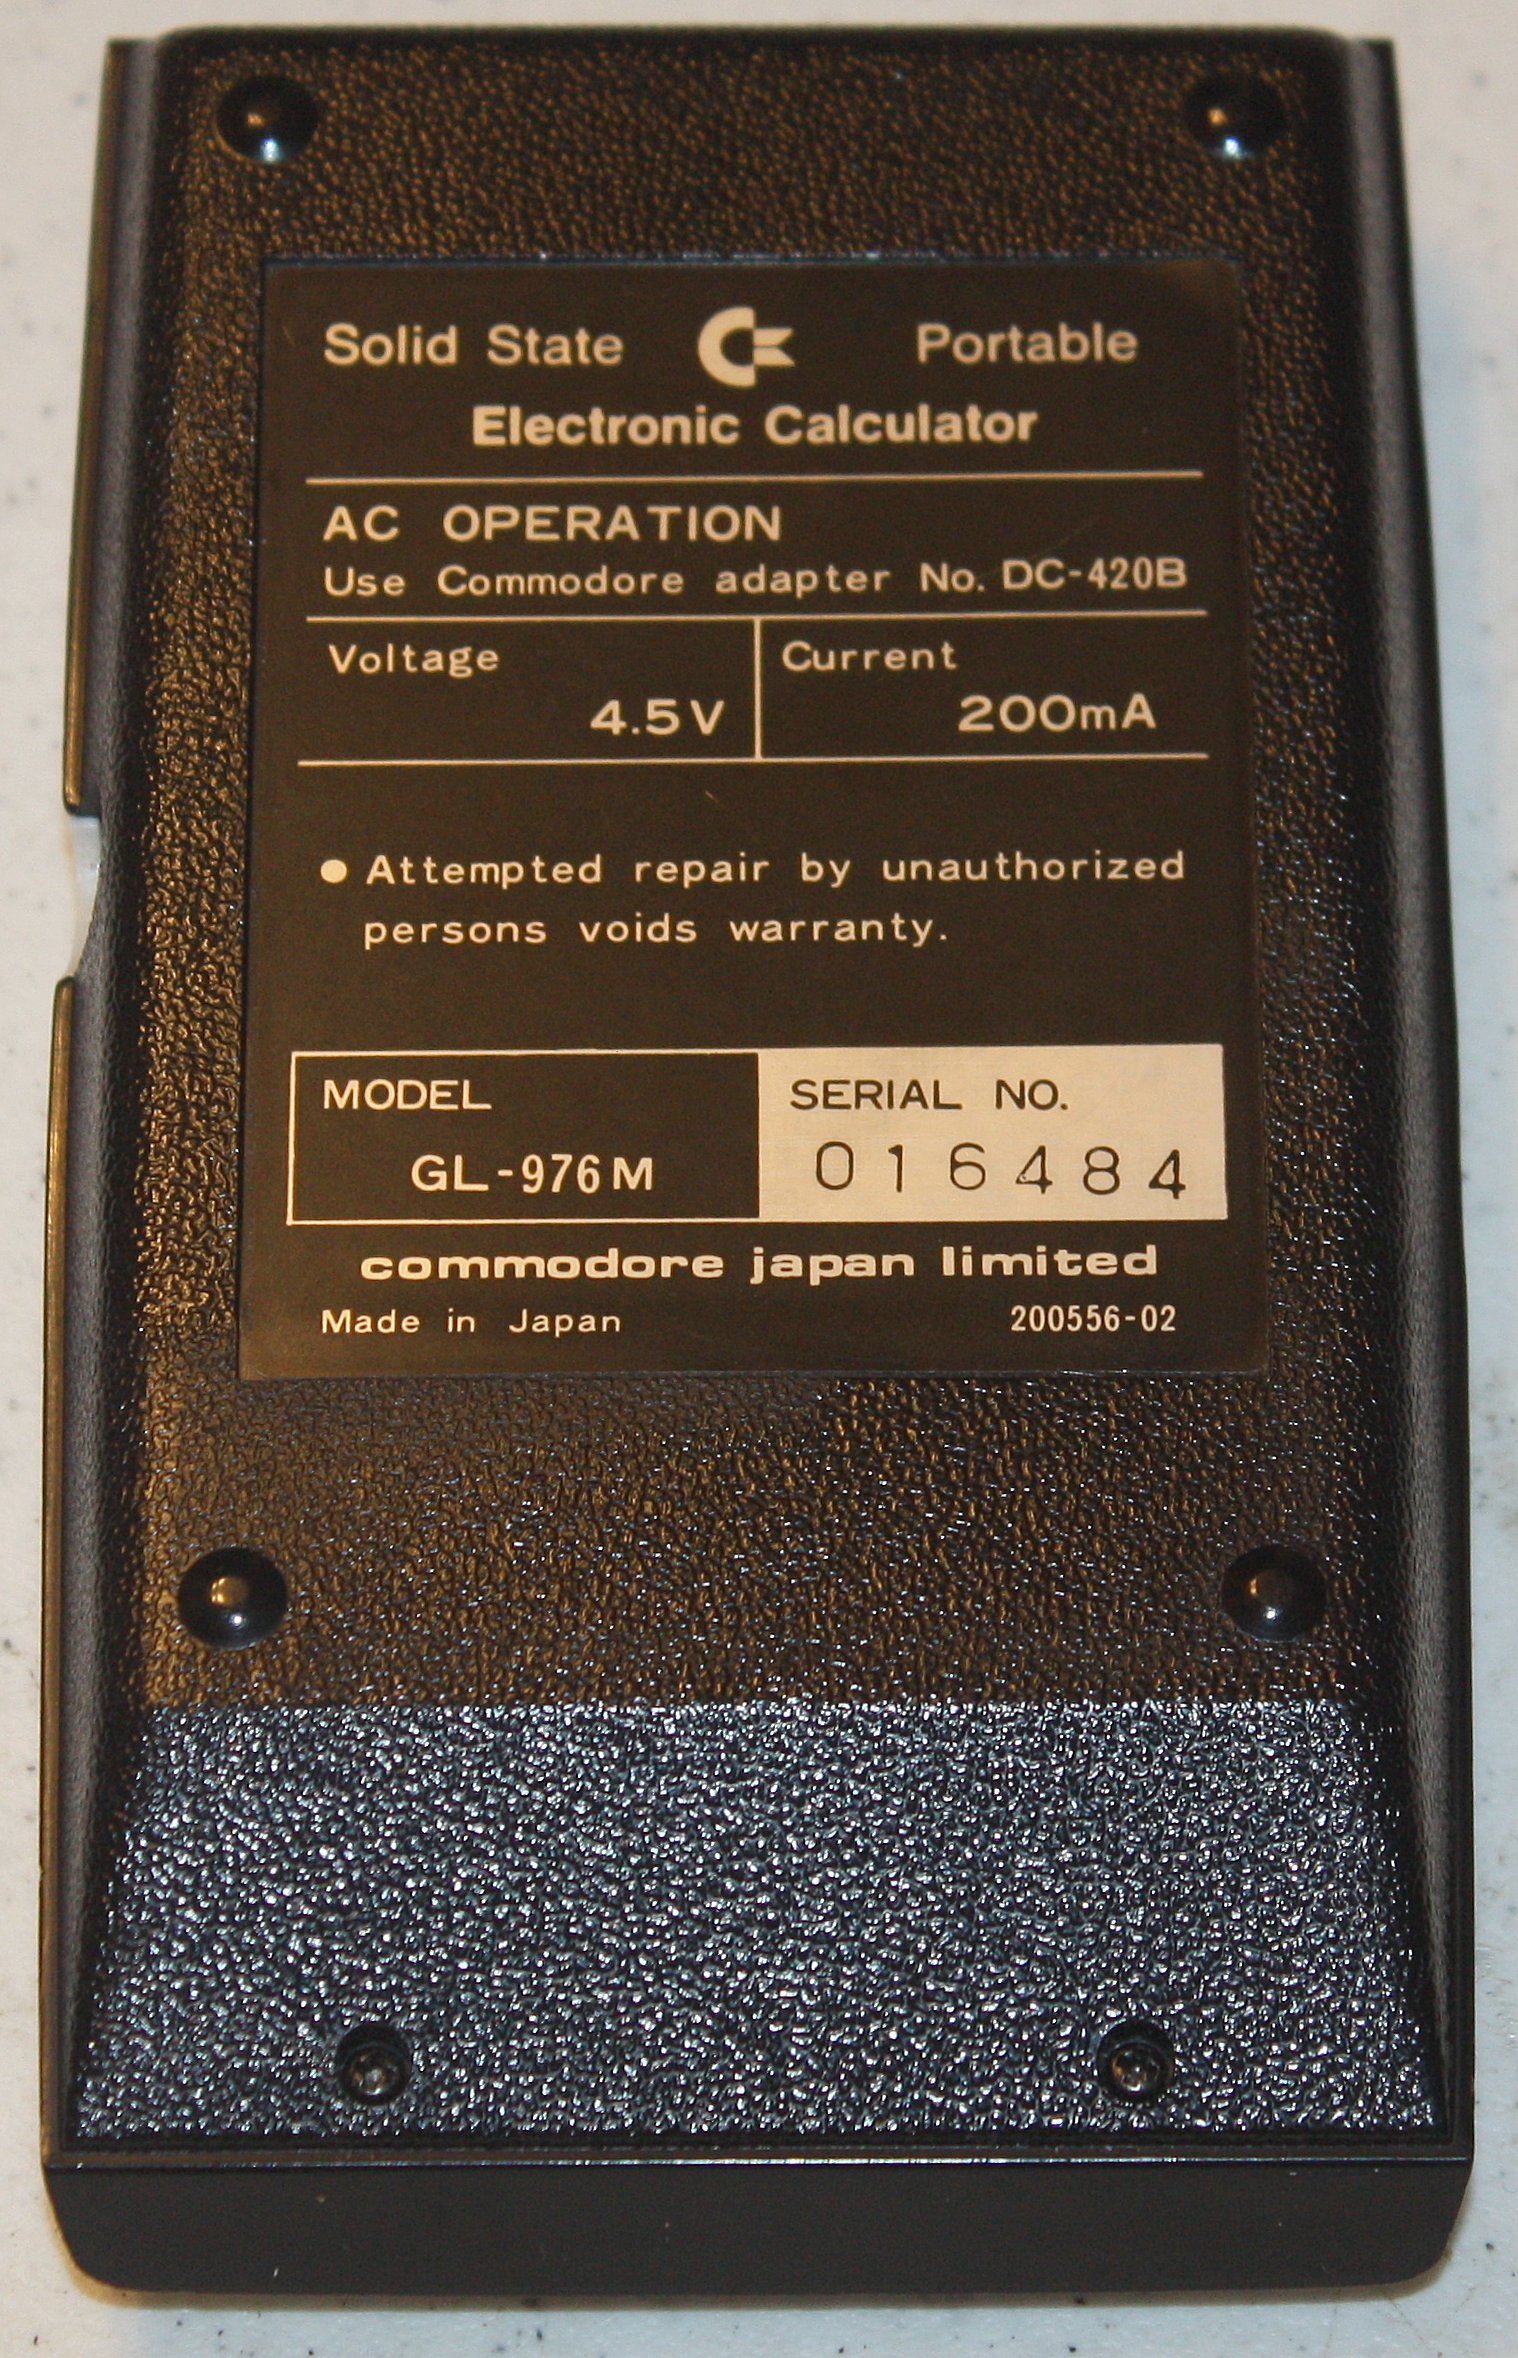 Solid State Portable
Electronic Calculator
AC OPERATION
Use Commodore adapter No. DC-420B
Voltage Current
4.5V 200mA
● Attempted repair by unauthorized
persons voids warranty.
MODEL SERIAL NO.
GL-976M 016484
commodore japan limited
Made in Japan 200556-02